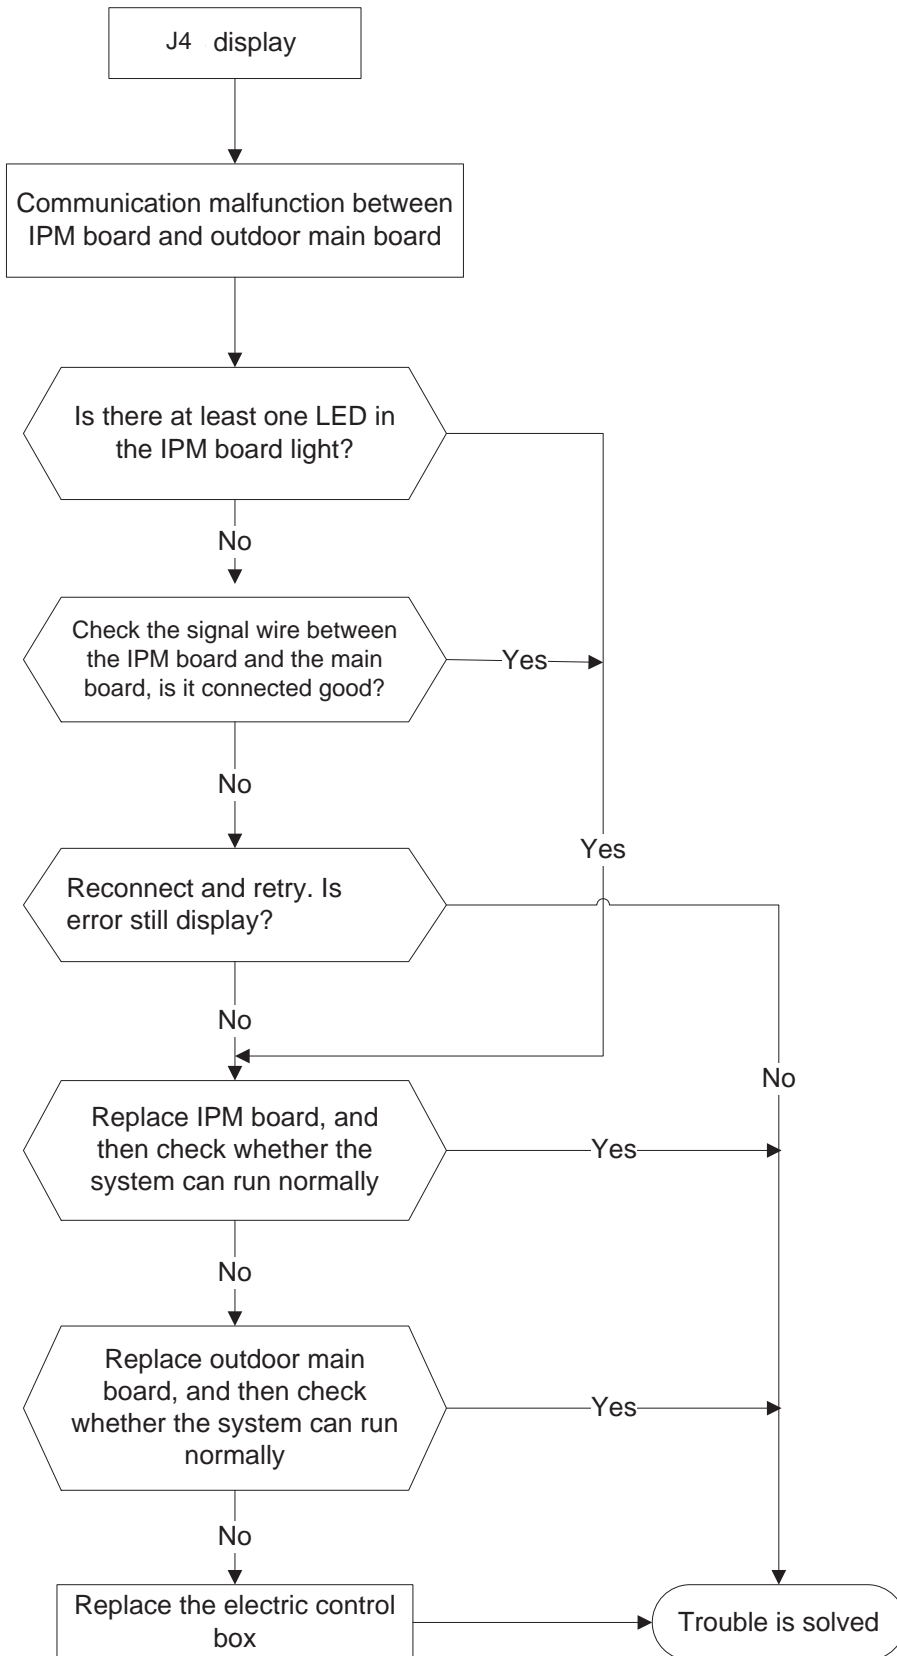 J4 display
Communication malfunction between
IPM board and outdoor main board
Is there at least one LED in
the IPM board light?
No
Check the signal wire between
the IPM board and the main
board, is it connected good?
Yes
No
Yes
Reconnect and retry. Is
error still display?
No
No
Replace IPM board, and
then check whether the
system can run normally
Yes
No
Replace outdoor main
board, and then check
whether the system can run
normally
Yes
No
Replace the electric control
box
Trouble is solved